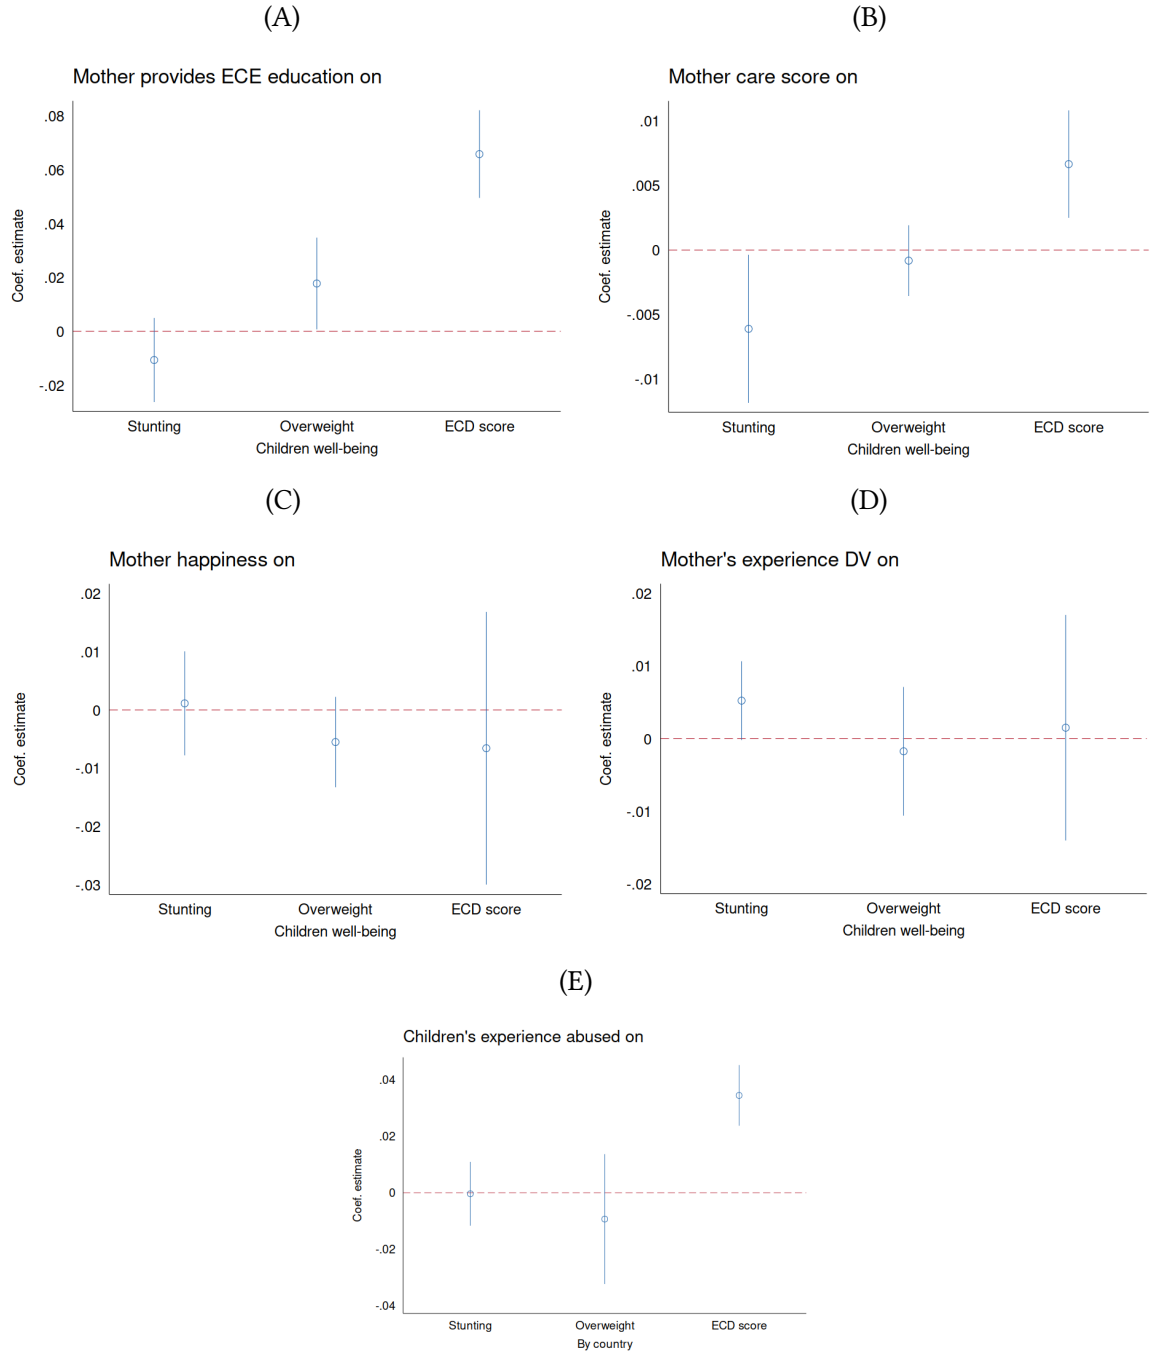 (A)
Mother provides ECE education on
.08
.06
.04
.02
0
-.02
Coef. estimate
Stunting
Overweight
ECD score
Children well-being
(B)
Mother care score on
.01
.005
0
-.005
-.01
Coef. estimate
Stunting
Overweight
ECD score
Children well-being
(C)
Mother happiness on
.02
.01
0
-.01
-.02
-.03
Coef. estimate
Stunting
Overweight
ECD score
Children well-being
(D)
Mother's experience DV on
.02
.01
0
-.01
-.02
Coef. estimate
Stunting
Overweight
ECD score
Children well-being
(E)
Children's experience abused on
.04
.02
0
-.02
-.04
Coef. estimate
Stunting
Overweight
ECD score
By country